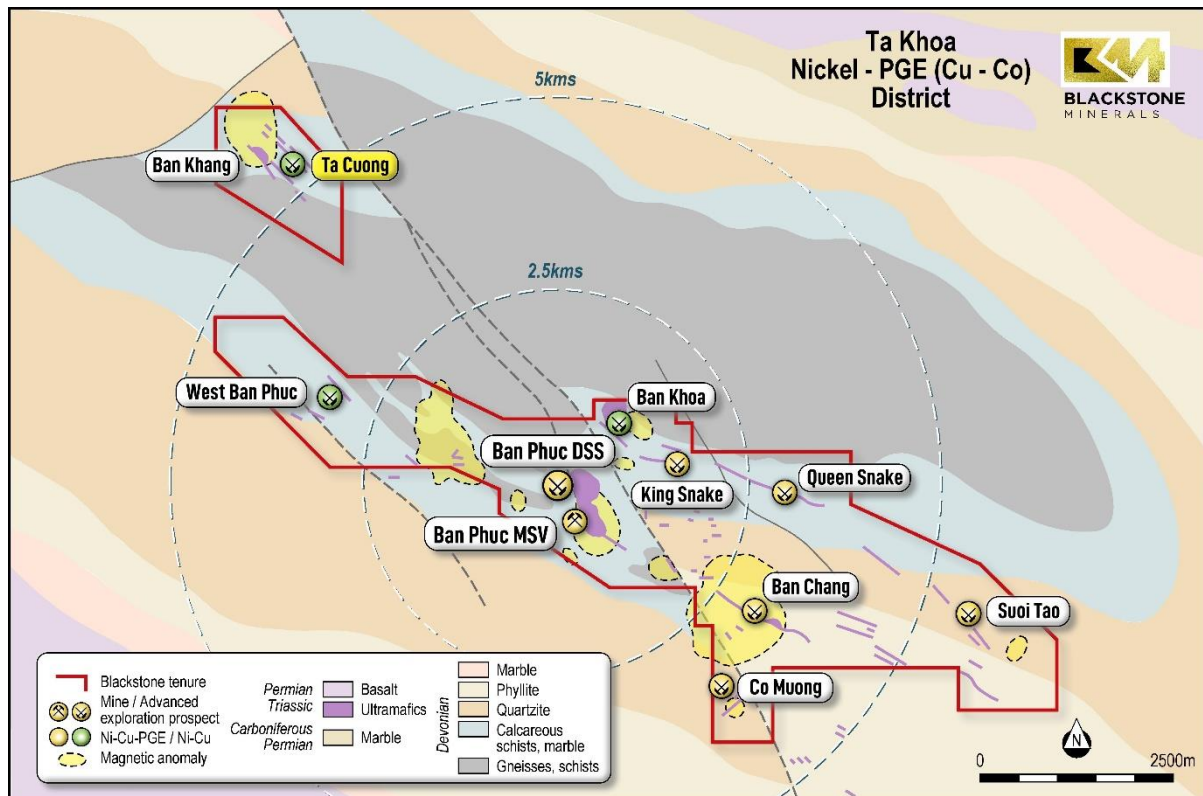 Ta Khoa
Nickel - PGE (Cu - Co)
District
BLACKSTONE
MINERALS
5kms
2.5kms
Ban Khang
Ta Cuong
West Ban Phuc
Ban Khoa
Ban Phuc DSS
King Snake
Queen Snake
Ban Phuc MSV
Ban Chang
Suoi Tao
Co Muong
Blackstone tenure
Mine / Advanced
exploration prospect
Ni-Cu-PGE / Ni-Cu
Magnetic anomaly
Permian
Triassic
Basalt
Ultramafics
Carboniferous
Permian
Marble
Devonian
Marble
Phyllite
Quartzite
Calcareous
schists, marble
Gneisses, schists
N
0
2500m